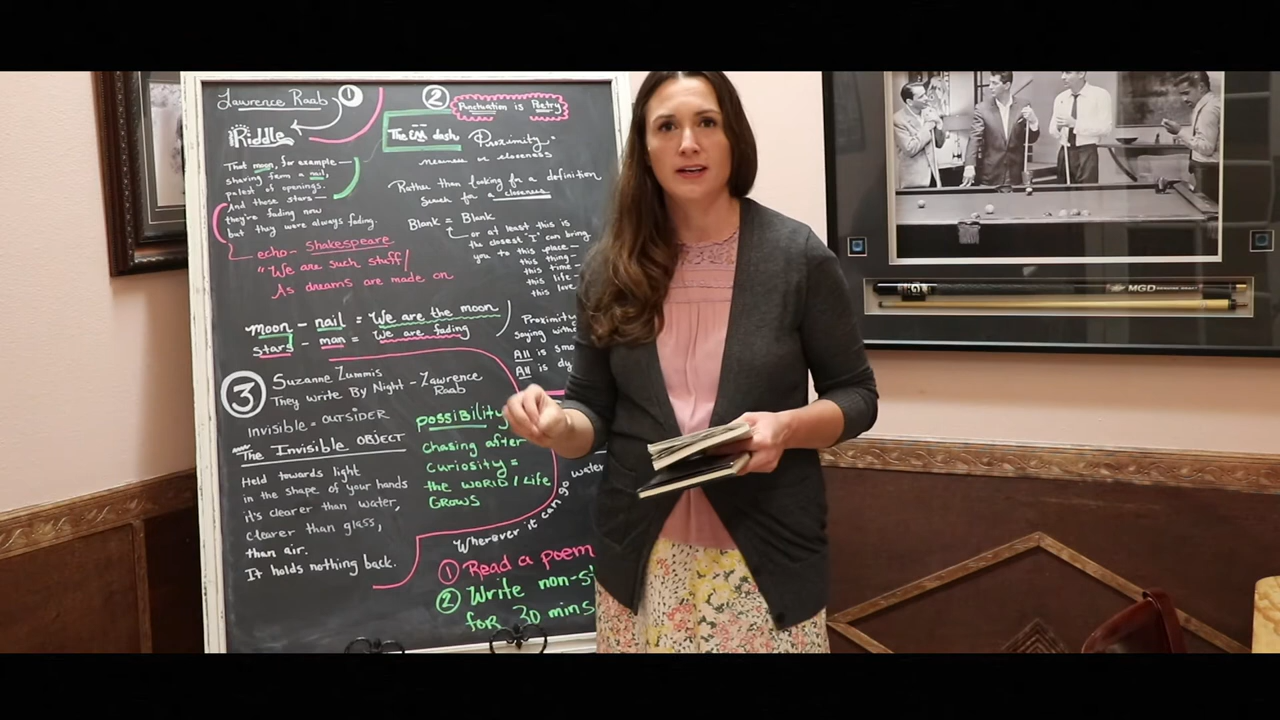 Lawrence Raab
①
Riddle
That moon, for example—
shaving form a nail,
palest of openings.
And those stars—
they're fading now
but they were always fading.
echo- Shakespeare
"We are such stuff/
As dreams are made on
moon - nail = We are the moon
stars - man = We are fading
②
Punctuation is Poetry
The EM dash
Proximity =
nearness or closeness
Rather than looking for a definition
search for a closeness
Blank = Blank
or at least this is
the closest "I" can bring
you to this place—
this thing—
this time—
this life—
this love
Proximity
saying
All is
All is
③
Suzanne Zummis
They write By Night - Lawrence
Raab
invisible = OUTSIDER
The Invisible OBJECT
Held towards light
in the shape of your hands
it's clearer than water,
clearer than glass,
than air.
It holds nothing back.
possibility
chasing after
curiosity =
the WORLD / Life
GROWS
Wherever it can go water
① Read a poem
② Write non-
for 30 mins
MGD GENUINE DRAFT